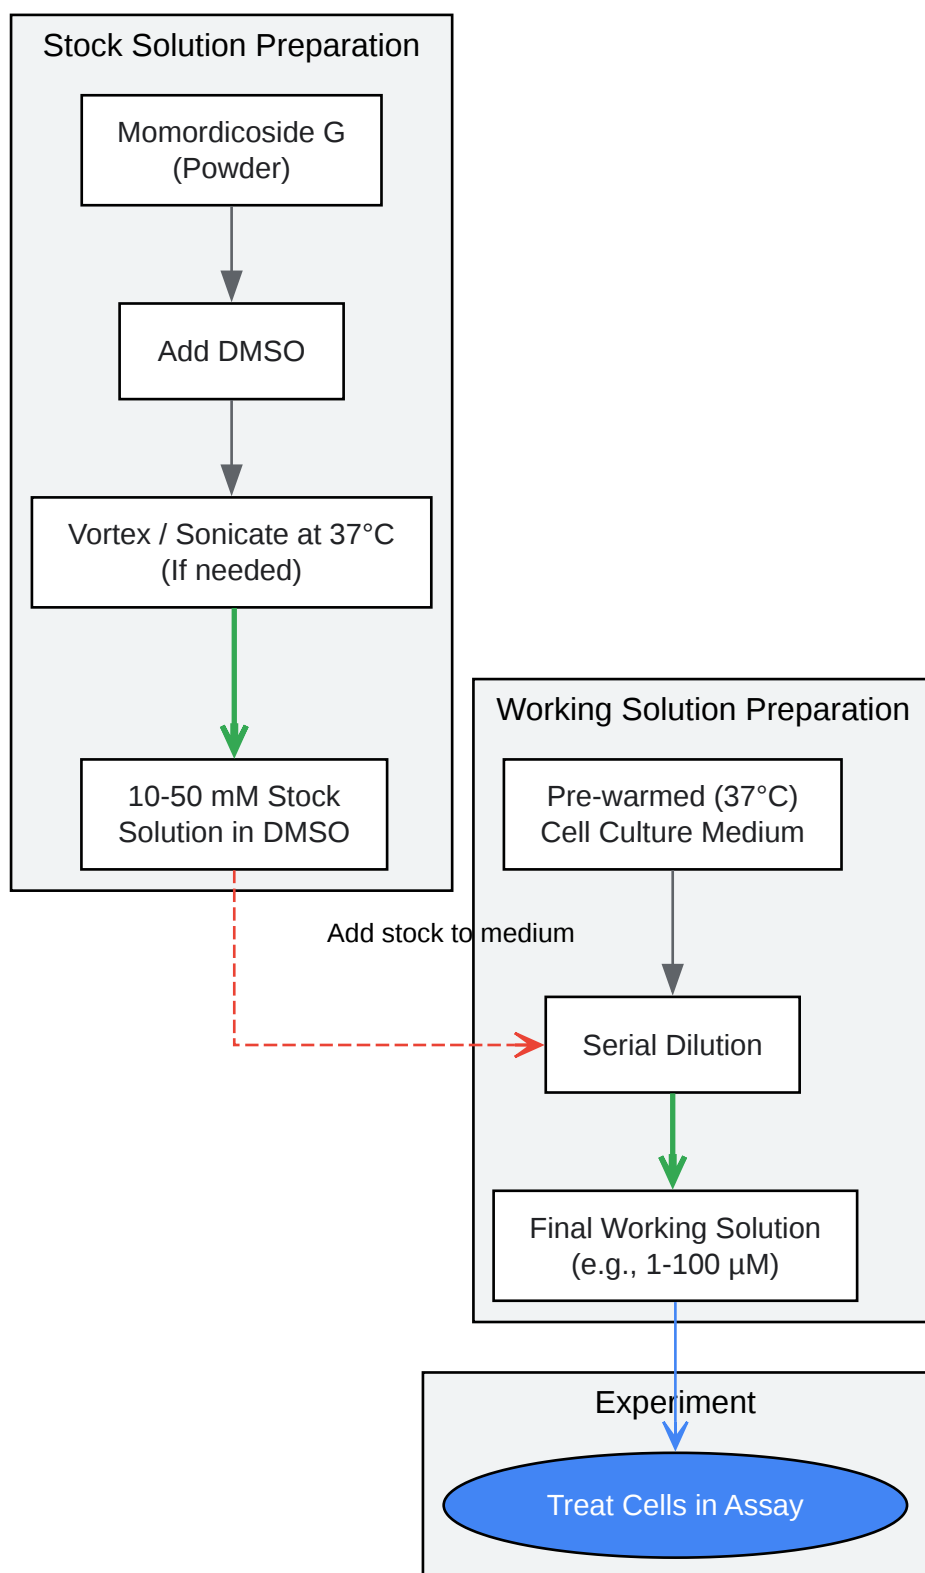 Stock Solution Preparation
Momordicoside G
(Powder)
Add DMSO
Vortex / Sonicate at 37°C
(If needed)
10-50 mM Stock
Solution in DMSO
Working Solution Preparation
Pre-warmed (37°C)
Cell Culture Medium
Add stock to medium
Serial Dilution
Final Working Solution
(e.g., 1-100 µM)
Experiment
Treat Cells in Assay